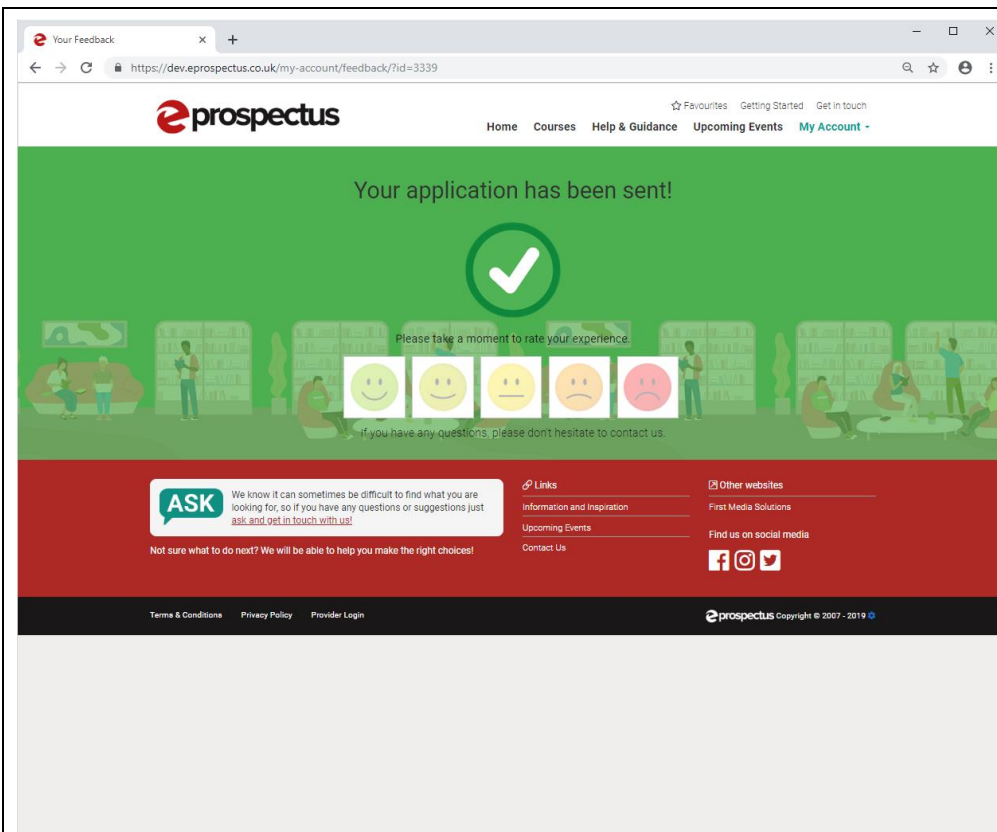 Your Feedback
https://dev.eprospectus.co.uk/my-account/feedback/?id=3339
eprospectus
Favourites Getting Started Get in touch
Home Courses Help & Guidance Upcoming Events My Account
Your application has been sent!
Please take a moment to rate your experience.
If you have any questions, please don't hesitate to contact us.
ASK
We know it can sometimes be difficult to find what you are
looking for, so if you have any questions or suggestions just
ask and get in touch with us!
Not sure what to do next? We will be able to help you make the right choices!
Links
Information and Inspiration
Upcoming Events
Contact Us
Other websites
First Media Solutions
Find us on social media
Terms & Conditions Privacy Policy Provider Login
eprospectus Copyright © 2007 - 2019